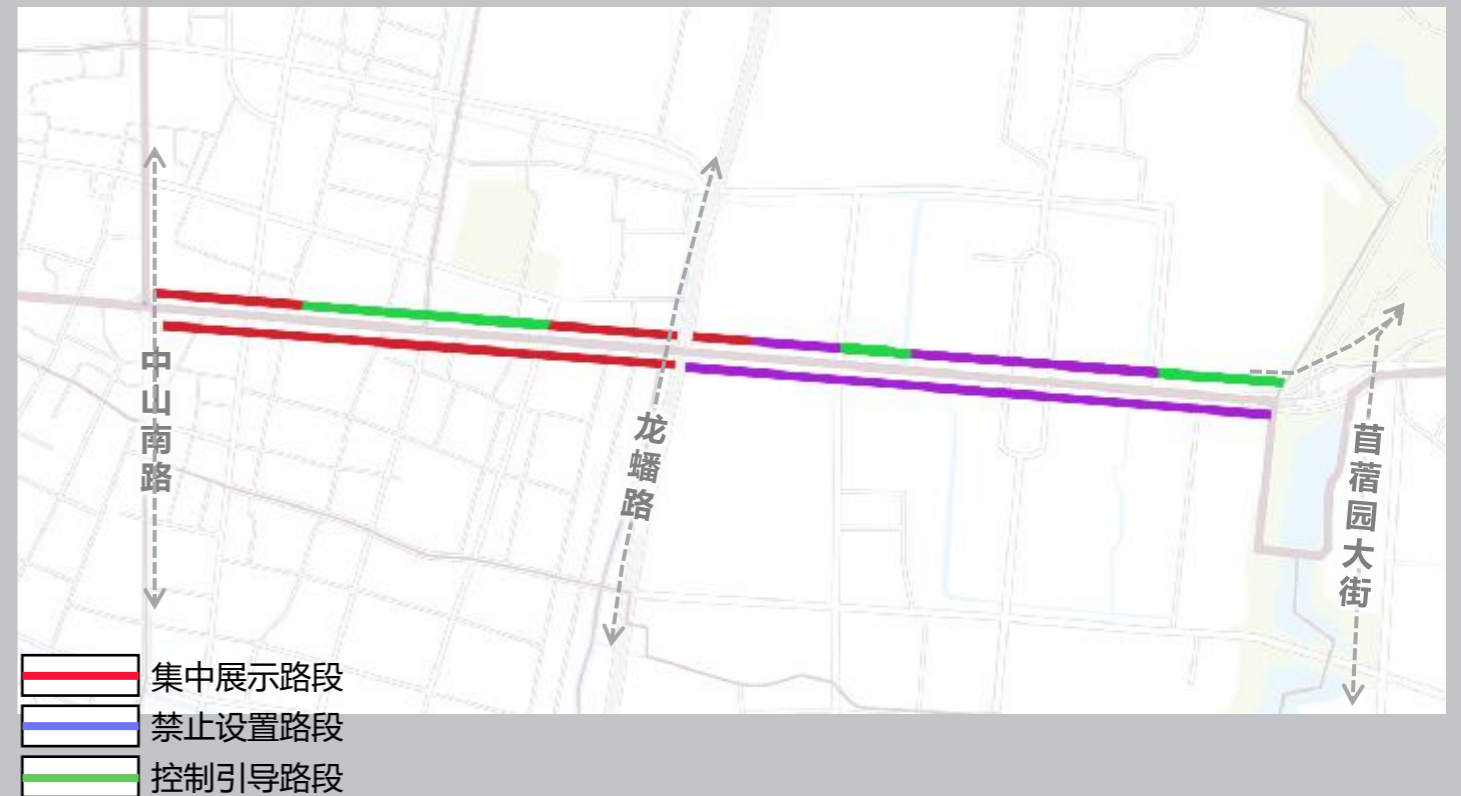 中山南路
龙蟠路
苜蓿园大街
集中展示路段
禁止设置路段
控制引导路段